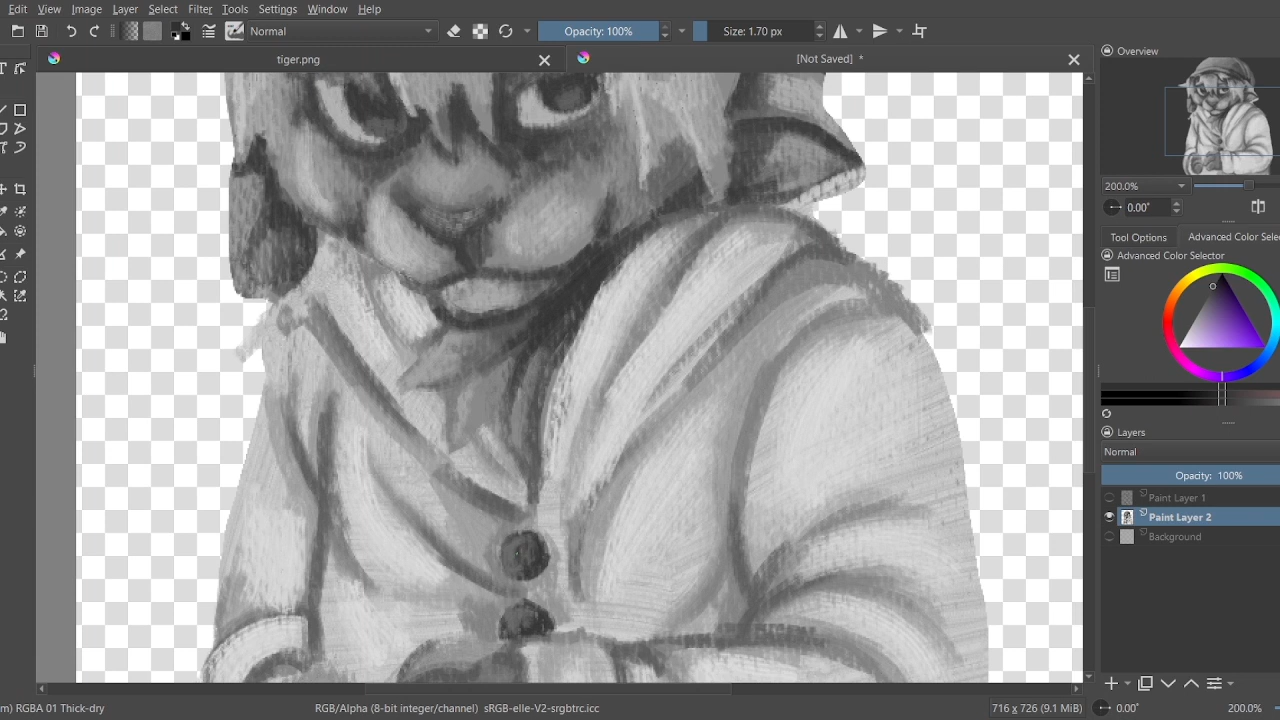 Edit View Image Layer Select Filter Tools Settings Window Help
Normal Opacity: 100% Size: 1.70 px
tiger.png [Not Saved] *
Overview
200.0%
0.00°
Tool Options Advanced Color Sele
Advanced Color Selector
Layers
Normal
Opacity: 100%
Paint Layer 1
Paint Layer 2
Background
m) RGBA 01 Thick-dry RGB/Alpha (8-bit integer/channel) sRGB-elle-V2-srgbtrc.icc 716 x 726 (9.1 MiB) 0.00° 200.0%